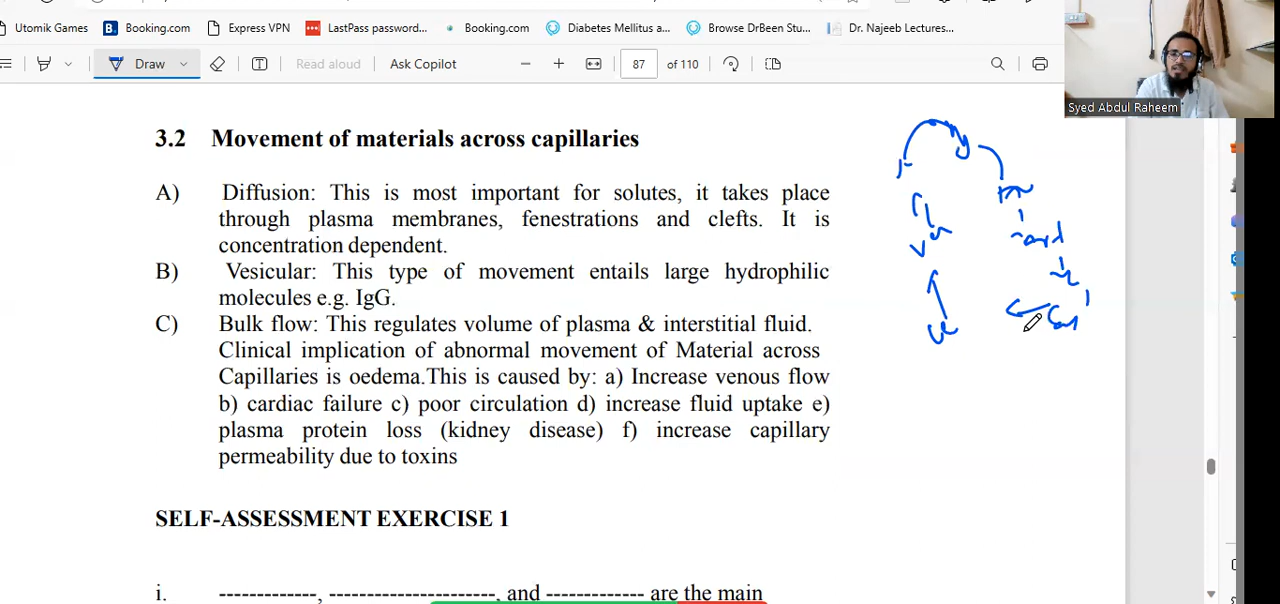 Utomik Games
Booking.com
Express VPN
LastPass password...
Booking.com
Diabetes Mellitus a...
Browse DrBeen Stu...
Dr. Najeeb Lectures...
Draw
Read aloud
Ask Copilot
87
of 110
Syed Abdul Raheem
3.2 Movement of materials across capillaries
A) Diffusion: This is most important for solutes, it takes place
through plasma membranes, fenestrations and clefts. It is
concentration dependent.
B) Vesicular: This type of movement entails large hydrophilic
molecules e.g. IgG.
C) Bulk flow: This regulates volume of plasma & interstitial fluid.
Clinical implication of abnormal movement of Material across
Capillaries is oedema.This is caused by: a) Increase venous flow
b) cardiac failure c) poor circulation d) increase fluid uptake e)
plasma protein loss (kidney disease) f) increase capillary
permeability due to toxins
SELF-ASSESSMENT EXERCISE 1
i. -------------, ----------------------, and ------------- are the main